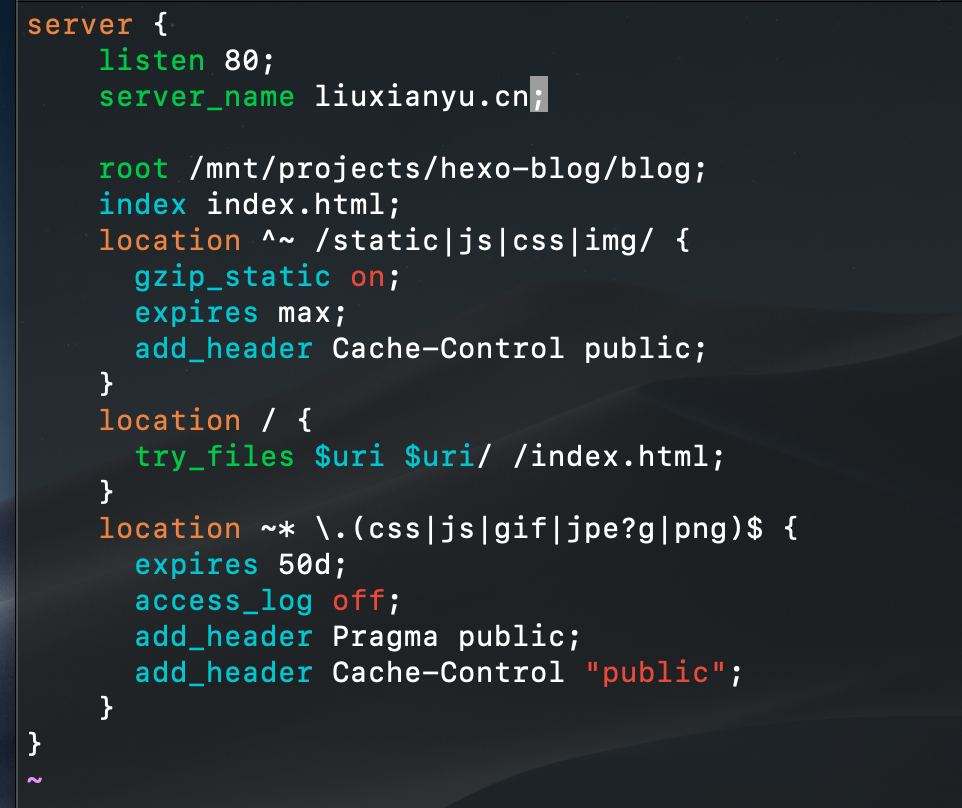 server {
    listen 80;
    server_name liuxianyu.cn;

    root /mnt/projects/hexo-blog/blog;
    index index.html;
    location ^~ /static|js|css|img/ {
      gzip_static on;
      expires max;
      add_header Cache-Control public;
    }
    location / {
      try_files $uri $uri/ /index.html;
    }
    location ~* \.(css|js|gif|jpe?g|png)$ {
      expires 50d;
      access_log off;
      add_header Pragma public;
      add_header Cache-Control "public";
    }
}
~